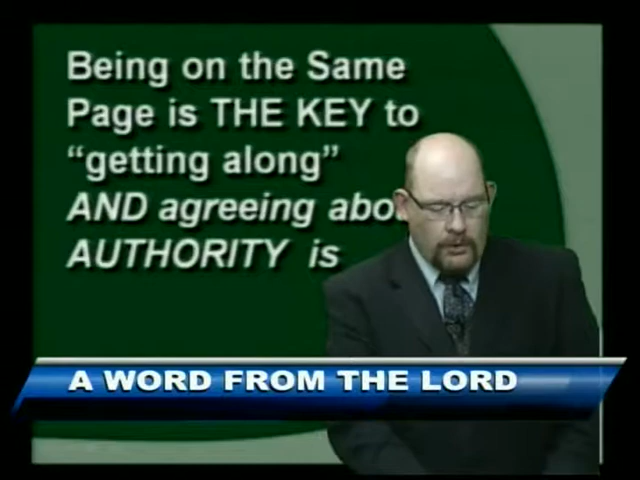 Being on the Same
Page is THE KEY to
“getting along”
AND agreeing
AUTHORITY is
A WORD FROM THE LORD